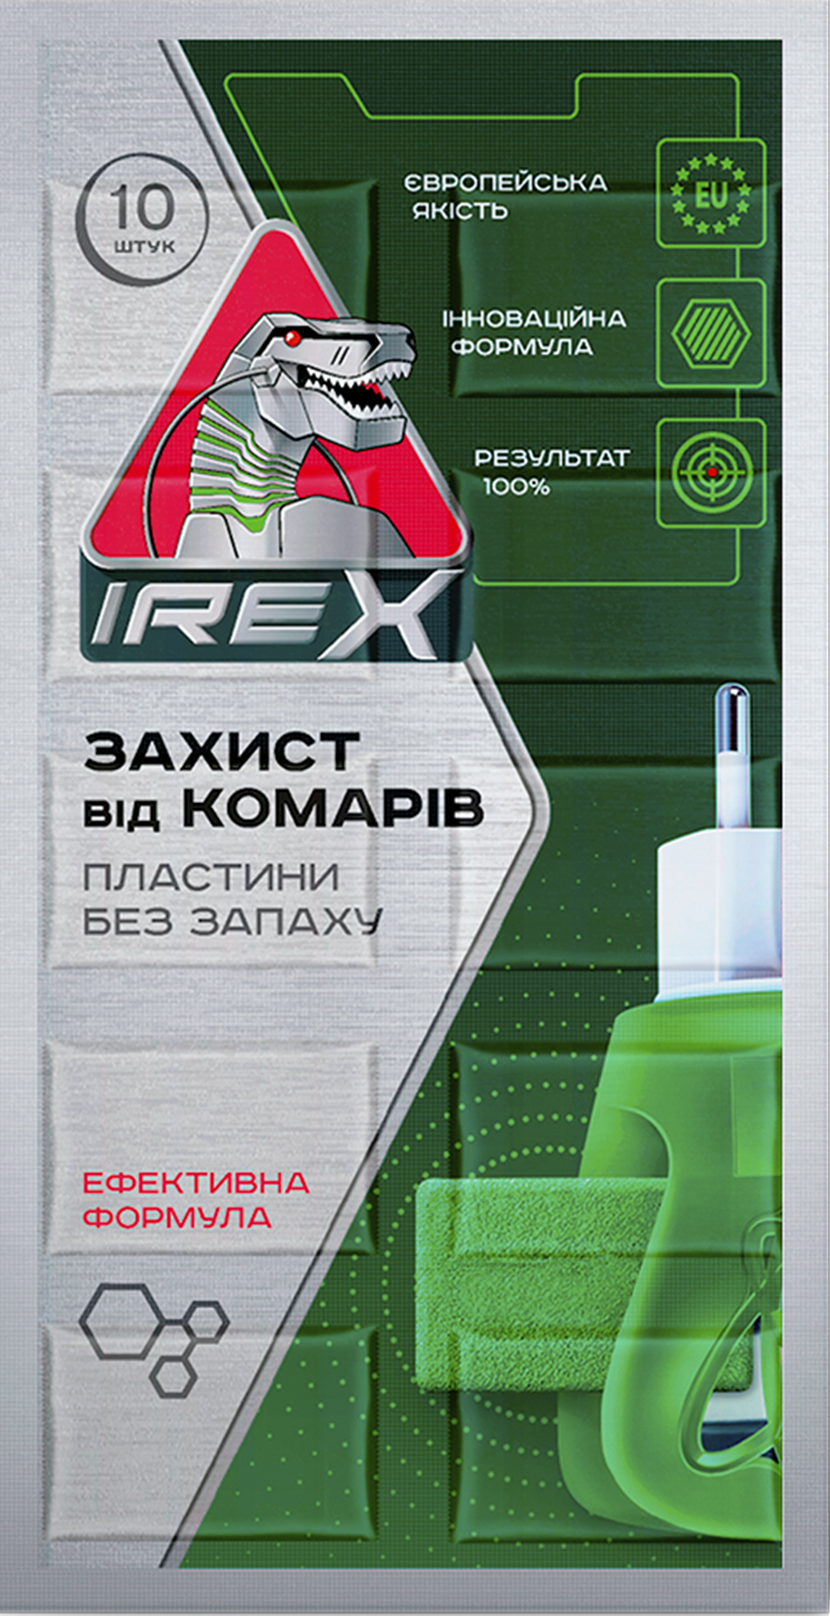 10
ШТУК
ЄВРОПЕЙСЬКА
ЯКІСТЬ
EU
ІННОВАЦІЙНА
ФОРМУЛА
РЕЗУЛЬТАТ
100%
IREX
ЗАХИСТ
ВІД КОМАРІВ
ПЛАСТИНИ
БЕЗ ЗАПАХУ
ЕФЕКТИВНА
ФОРМУЛА